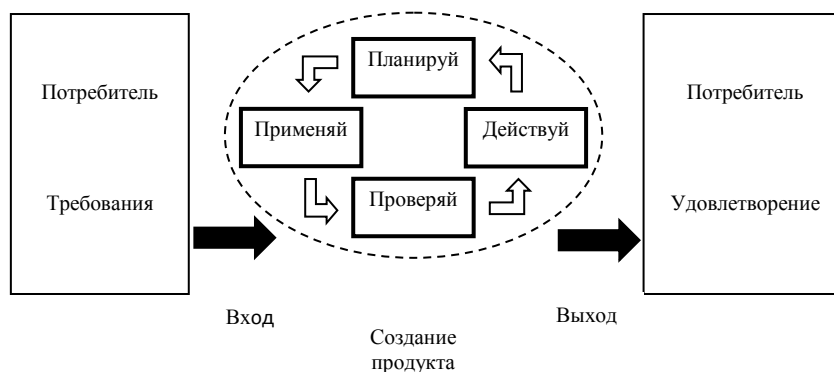 Планируй
Потребитель
Потребитель
Применяй
Действуй
Проверяй
Требования
Удовлетворение
Вход
Выход
Создание
продукта